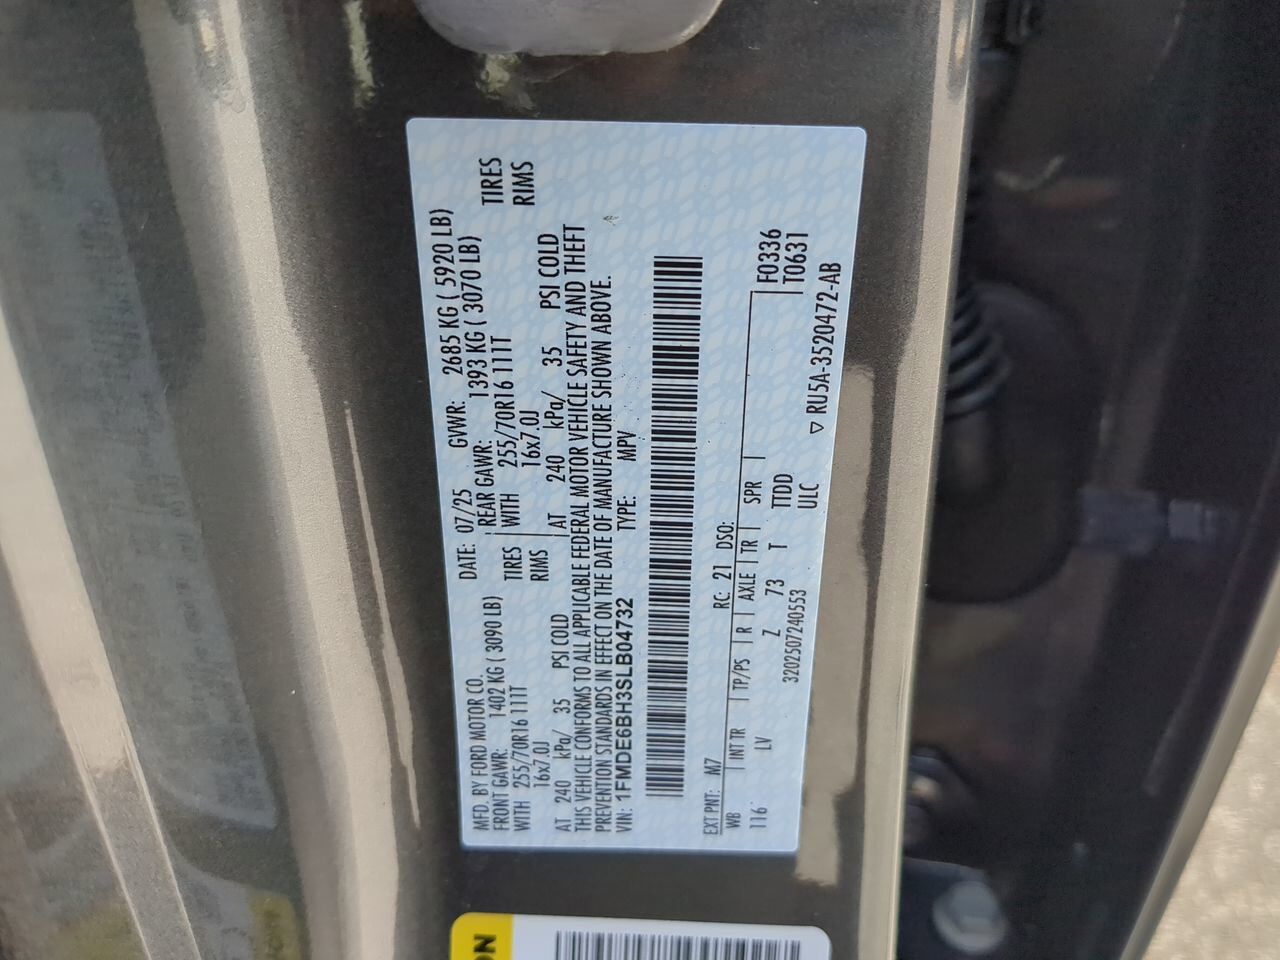 MFD. BY FORD MOTOR CO.
DATE: 07/25 GVWR: 2685 KG ( 5920 LB)
FRONT GAWR: 1402 KG ( 3090 LB) REAR GAWR: 1393 KG ( 3070 LB)
WITH 255/70R16 111T TIRES WITH 255/70R16 111T TIRES
16x7.0J RIMS 16x7.0J RIMS
AT 240 kPa/ 35 PSI COLD AT 240 kPa/ 35 PSI COLD
THIS VEHICLE CONFORMS TO ALL APPLICABLE FEDERAL MOTOR VEHICLE SAFETY AND THEFT
PREVENTION STANDARDS IN EFFECT ON THE DATE OF MANUFACTURE SHOWN ABOVE.
VIN: 1FMDE6BH3SLB04732 TYPE: MPV
EXT PNT: M7 RC: 21 DSO:
WB INT TR TP/PS R AXLE TR SPR F0336
116 LV Z 73 T TTDD T0631
3202507240553 ULC ▽ RU5A-3520472-AB
ON